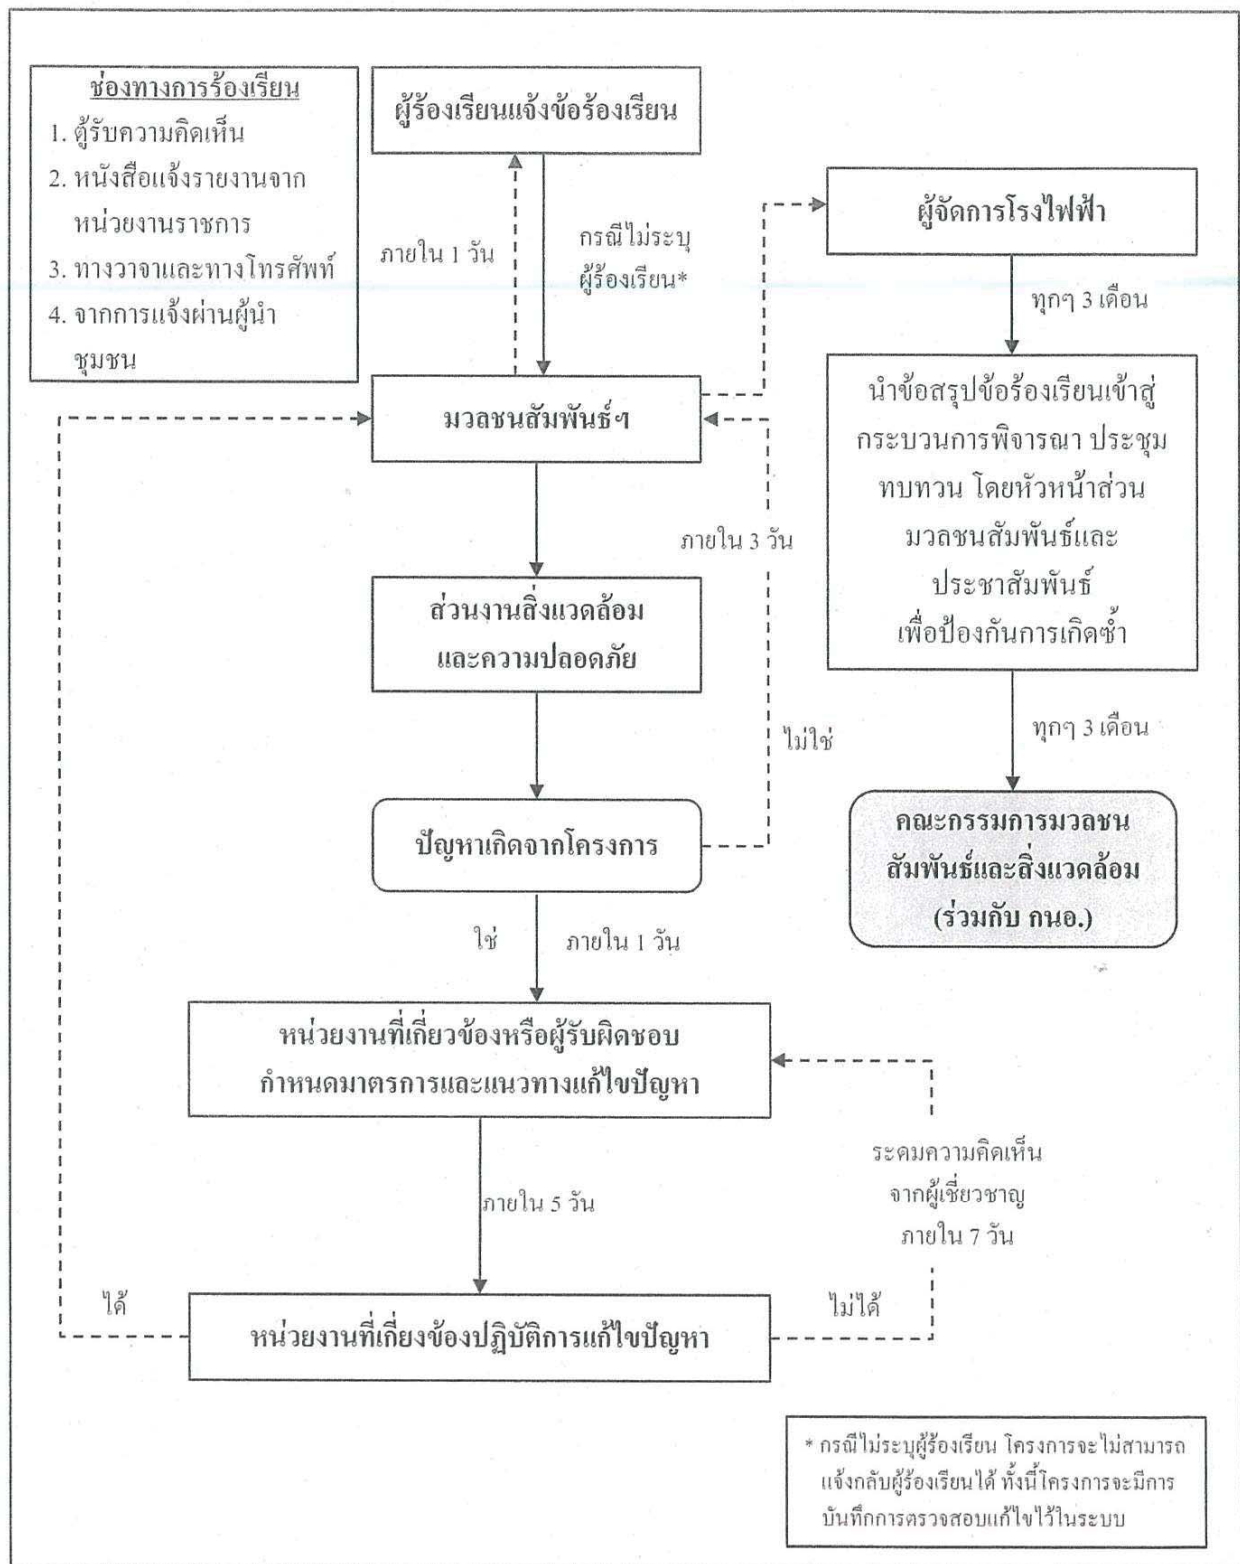 ช่องทางการร้องเรียน
1. ตู้รับความคิดเห็น
2. หนังสือแจ้งรายงานจาก
หน่วยงานราชการ
3. ทางวาจาและทางโทรศัพท์
4. จากการแจ้งผ่านผู้นำ
ชุมชน
ผู้ร้องเรียนแจ้งข้อร้องเรียน
ภายใน 1 วัน
กรณีไม่ระบุ
ผู้ร้องเรียน*
ผู้จัดการโรงไฟฟ้า
ทุกๆ 3 เดือน
มวลชนสัมพันธ์ฯ
นำข้อสรุปข้อร้องเรียนเข้าสู่
กระบวนการพิจารณา ประชุม
ทบทวน โดยหัวหน้าส่วน
มวลชนสัมพันธ์และ
ประชาสัมพันธ์
เพื่อป้องกันการเกิดซ้ำ
ภายใน 3 วัน
ส่วนงานสิ่งแวดล้อม
และความปลอดภัย
ไม่ใช่
ทุกๆ 3 เดือน
ปัญหาเกิดจากโครงการ
คณะกรรมการมวลชน
สัมพันธ์และสิ่งแวดล้อม
(ร่วมกับ กนอ.)
ใช่
ภายใน 1 วัน
หน่วยงานที่เกี่ยวข้องหรือผู้รับผิดชอบ
กำหนดมาตรการและแนวทางแก้ไขปัญหา
ภายใน 5 วัน
ระดมความคิดเห็น
จากผู้เชี่ยวชาญ
ภายใน 7 วัน
ได้
ไม่ได้
หน่วยงานที่เกี่ยงข้องปฏิบัติการแก้ไขปัญหา
* กรณีไม่ระบุผู้ร้องเรียน โครงการจะไม่สามารถ
แจ้งกลับผู้ร้องเรียนได้ ทั้งนี้โครงการจะมีการ
บันทึกการตรวจสอบแก้ไขไว้ในระบบ